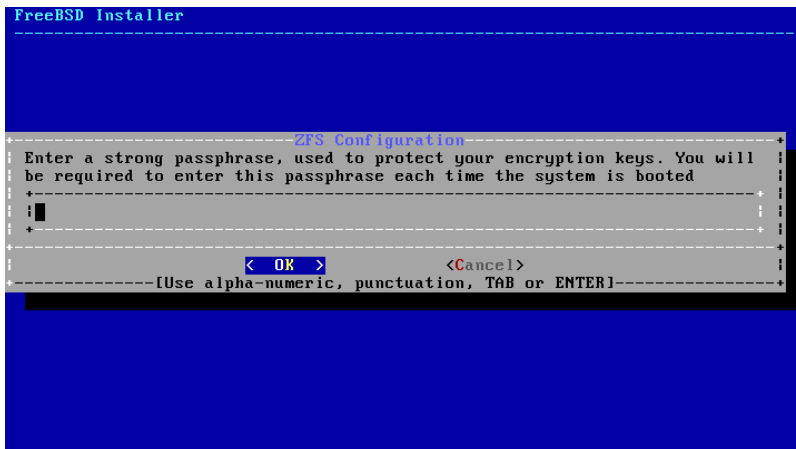 FreeBSD Installer
ZFS Configuration
Enter a strong passphrase, used to protect your encryption keys. You will
be required to enter this passphrase each time the system is booted
< OK > <Cancel>
[Use alpha-numeric, punctuation, TAB or ENTER]